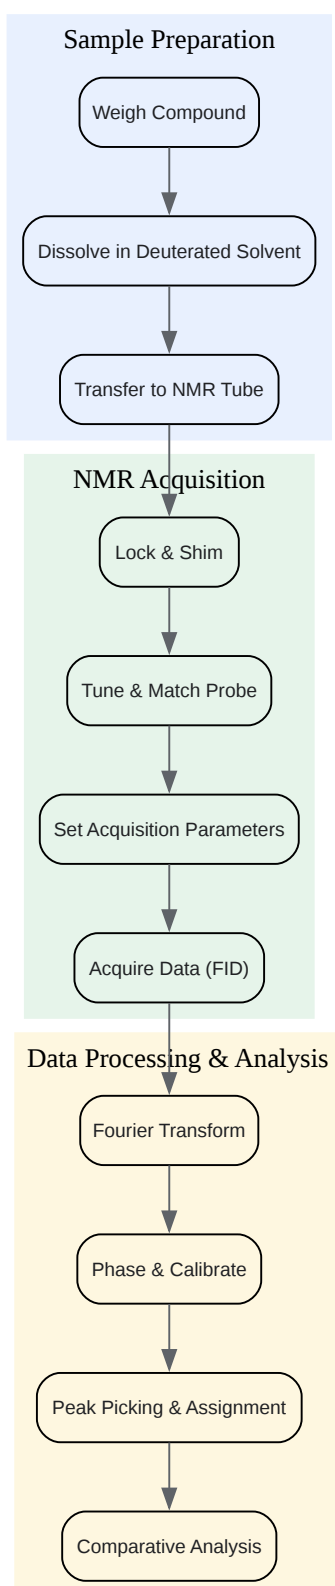 Sample Preparation
Weigh Compound
Dissolve in Deuterated Solvent
Transfer to NMR Tube
NMR Acquisition
Lock & Shim
Tune & Match Probe
Set Acquisition Parameters
Acquire Data (FID)
Data Processing & Analysis
Fourier Transform
Phase & Calibrate
Peak Picking & Assignment
Comparative Analysis